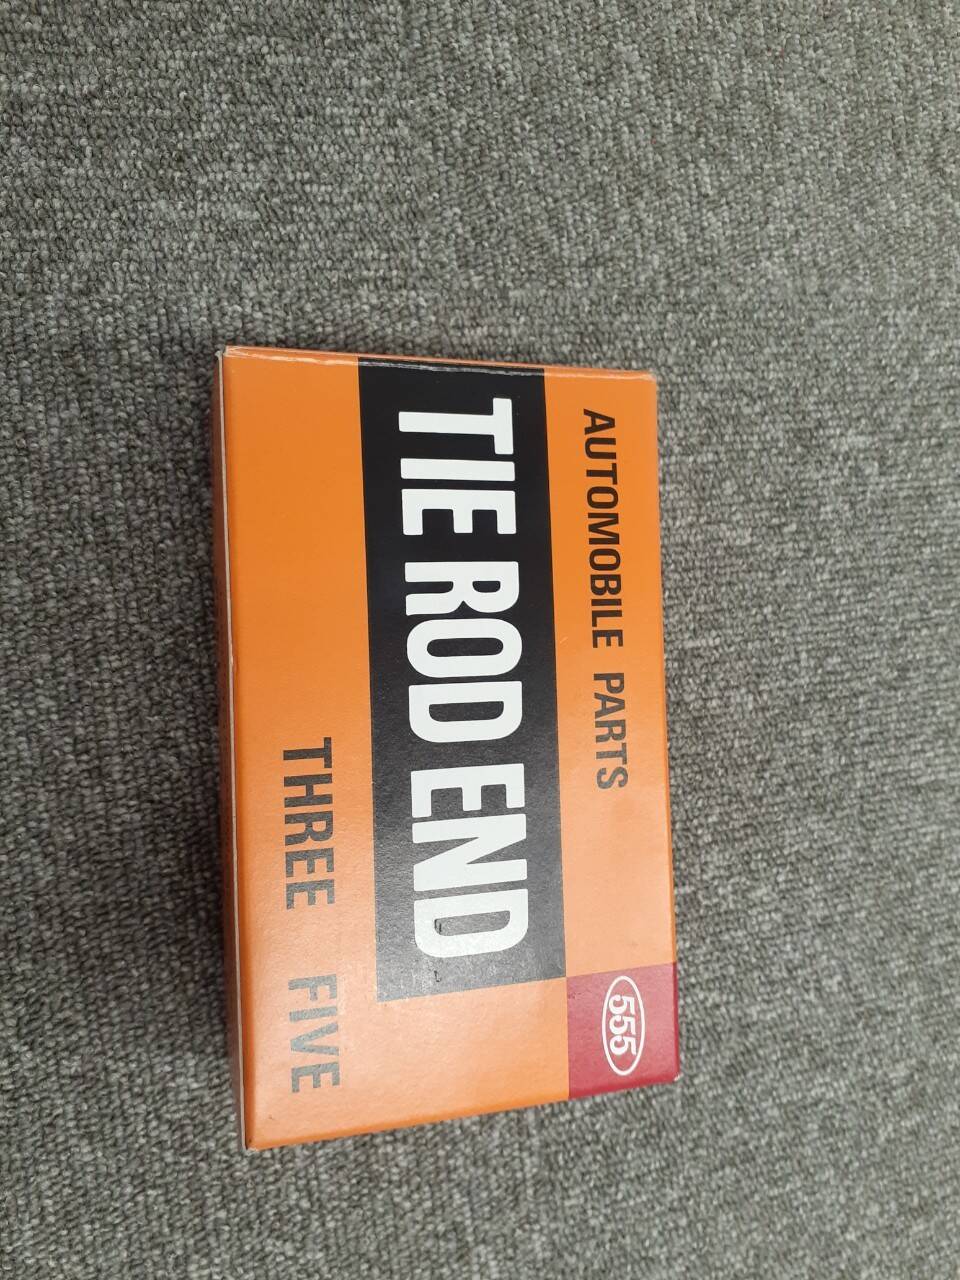 AUTOMOBILE PARTS
555
TIE ROD END
THREE FIVE